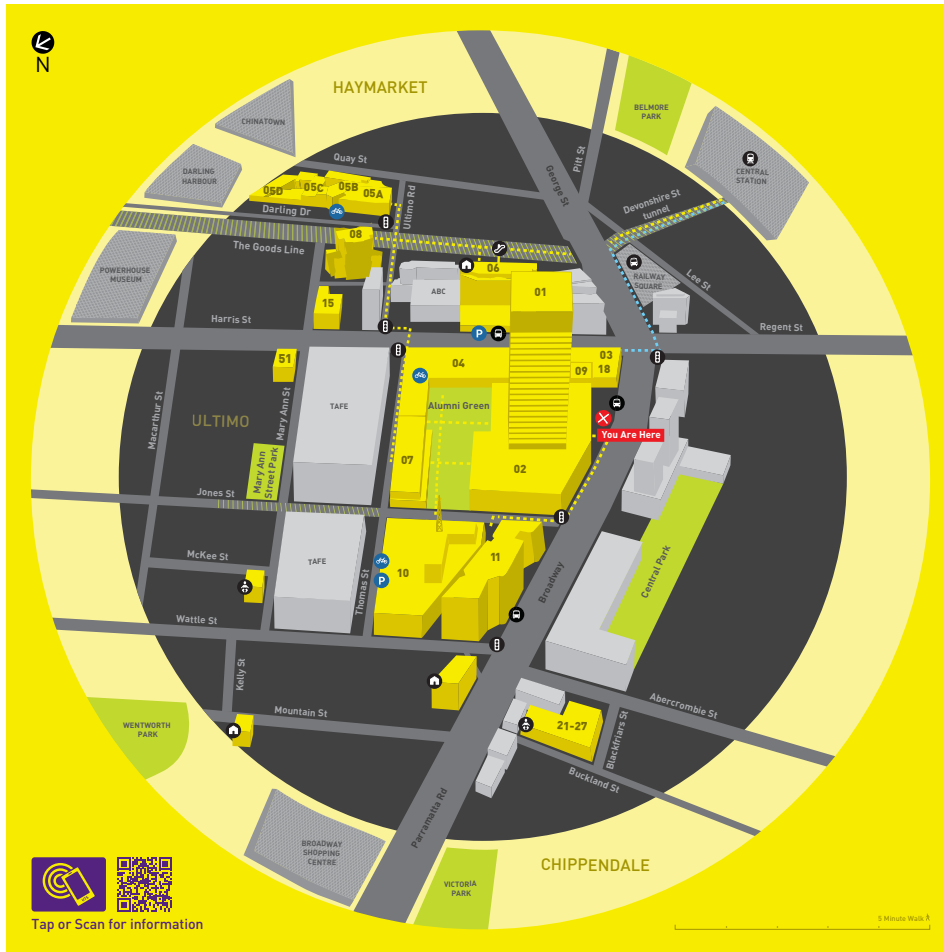 N
HAYMARKET
BELMORE
PARK
CHINATOWN
Quay St
Pitt St
George St
CENTRAL
STATION
DARLING
HARBOUR
05D
05C
05B
05A
Ultimo Rd
Devonshire St
tunnel
Darling Dr
08
The Goods Line
POWERHOUSE
MUSEUM
06
RAILWAY
SQUARE
Lee St
ABC
01
15
Harris St
P
Regent St
51
04
03
09
18
Macarthur St
Mary Ann St
TAFE
Alumni Green
ULTIMO
You Are Here
Mary Ann
Street Park
07
02
Jones St
McKee St
TAFE
Thomas St
P
10
11
Broadway
Central Park
Wattle St
Kelly St
Mountain St
Abercrombie St
WENTWORTH
PARK
21-27
Blackfriars St
Buckland St
Parramatta Rd
BROADWAY
SHOPPING
CENTRE
CHIPPENDALE
VICTORIA
PARK
Tap or Scan for information
5 Minute Walk